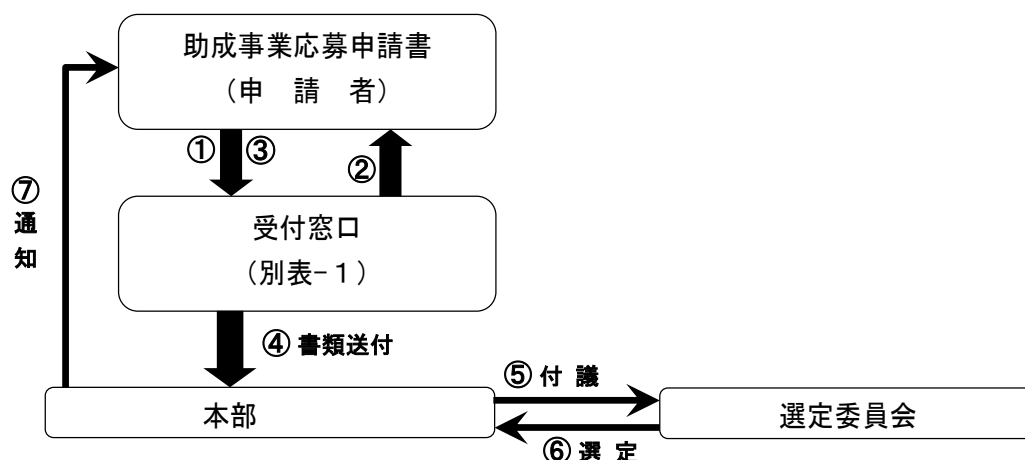 助成事業応募申請書
（申　請　者）
① ③
②
⑦
通
知
受付窓口
（別表-１）
④ 書類送付
⑤ 付 議
本部
選定委員会
⑥ 選 定